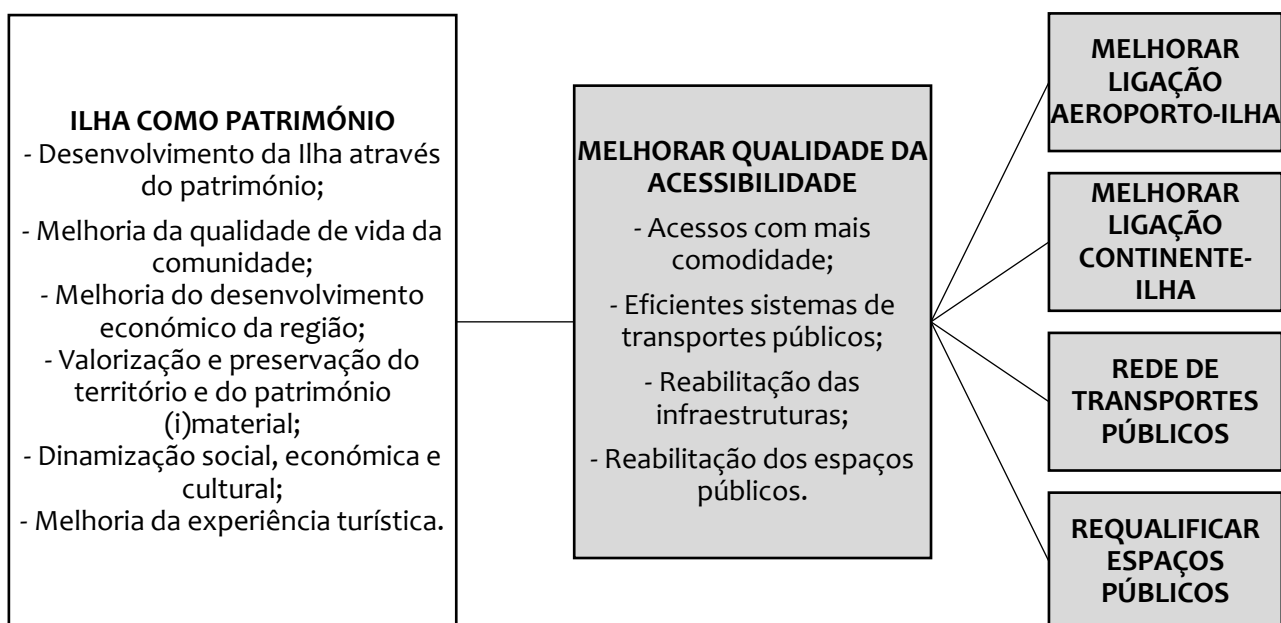 ILHA COMO PATRIMÓNIO
- Desenvolvimento da Ilha através
do património;
- Melhoria da qualidade de vida da
comunidade;
- Melhoria do desenvolvimento
económico da região;
- Valorização e preservação do
território e do património
(i)material;
- Dinamização social, económica e
cultural;
- Melhoria da experiência turística.
MELHORAR QUALIDADE DA
ACESSIBILIDADE
- Acessos com mais
comodidade;
- Eficientes sistemas de
transportes públicos;
- Reabilitação das
infraestruturas;
- Reabilitação dos espaços
públicos.
MELHORAR
LIGAÇÃO
AEROPORTO-ILHA
MELHORAR
LIGAÇÃO
CONTINENTE-
ILHA
REDE DE
TRANSPORTES
PÚBLICOS
REQUALIFICAR
ESPAÇOS
PÚBLICOS